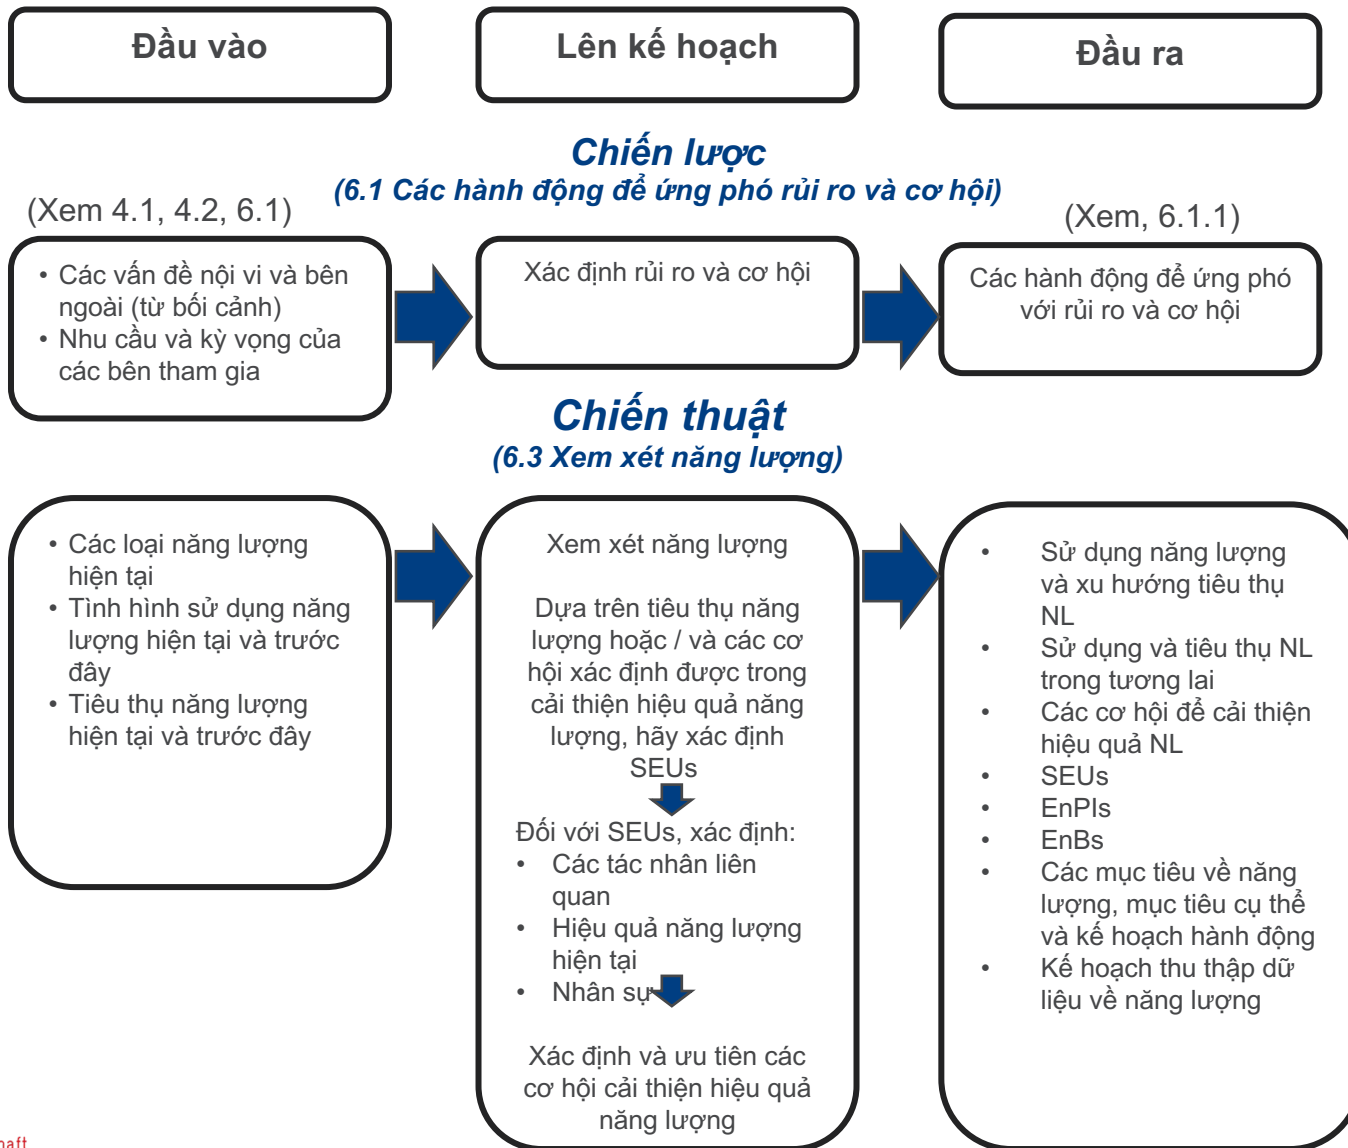 Đầu vào
Lên kế hoạch
Đầu ra
Chiến lược
(6.1 Các hành động để ứng phó rủi ro và cơ hội)
(Xem 4.1, 4.2, 6.1)
(Xem, 6.1.1)
• Các vấn đề nội vi và bên
ngoài (từ bối cảnh)
• Nhu cầu và kỳ vọng của
các bên tham gia
Xác định rủi ro và cơ hội
Các hành động để ứng phó
với rủi ro và cơ hội
Chiến thuật
(6.3 Xem xét năng lượng)
• Các loại năng lượng
hiện tại
• Tình hình sử dụng năng
lượng hiện tại và trước
đây
• Tiêu thụ năng lượng
hiện tại và trước đây
Xem xét năng lượng
Dựa trên tiêu thụ năng
lượng hoặc / và các cơ
hội xác định được trong
cải thiện hiệu quả năng
lượng, hãy xác định
SEUs
Đối với SEUs, xác định:
• Các tác nhân liên
quan
• Hiệu quả năng lượng
hiện tại
• Nhân sự
Xác định và ưu tiên các
cơ hội cải thiện hiệu quả
năng lượng
• Sử dụng năng lượng
và xu hướng tiêu thụ
NL
• Sử dụng và tiêu thụ NL
trong tương lai
• Các cơ hội để cải thiện
hiệu quả NL
• SEUs
• EnPIs
• EnBs
• Các mục tiêu về năng
lượng, mục tiêu cụ thể
và kế hoạch hành động
• Kế hoạch thu thập dữ
liệu về năng lượng